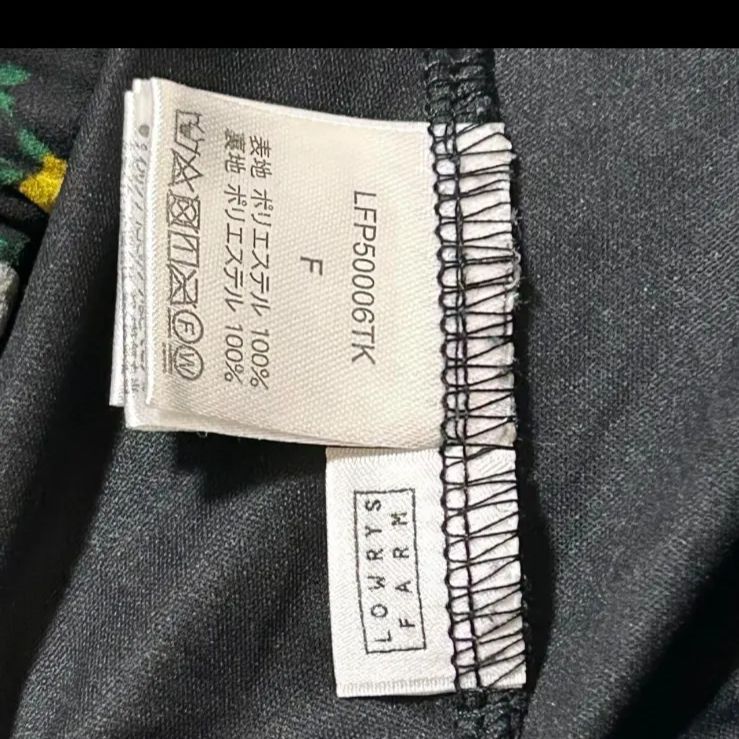 LFP50006TK
F
表地 ポリエステル 100%
裏地 ポリエステル 100%
F W
LOWRYS
FARM